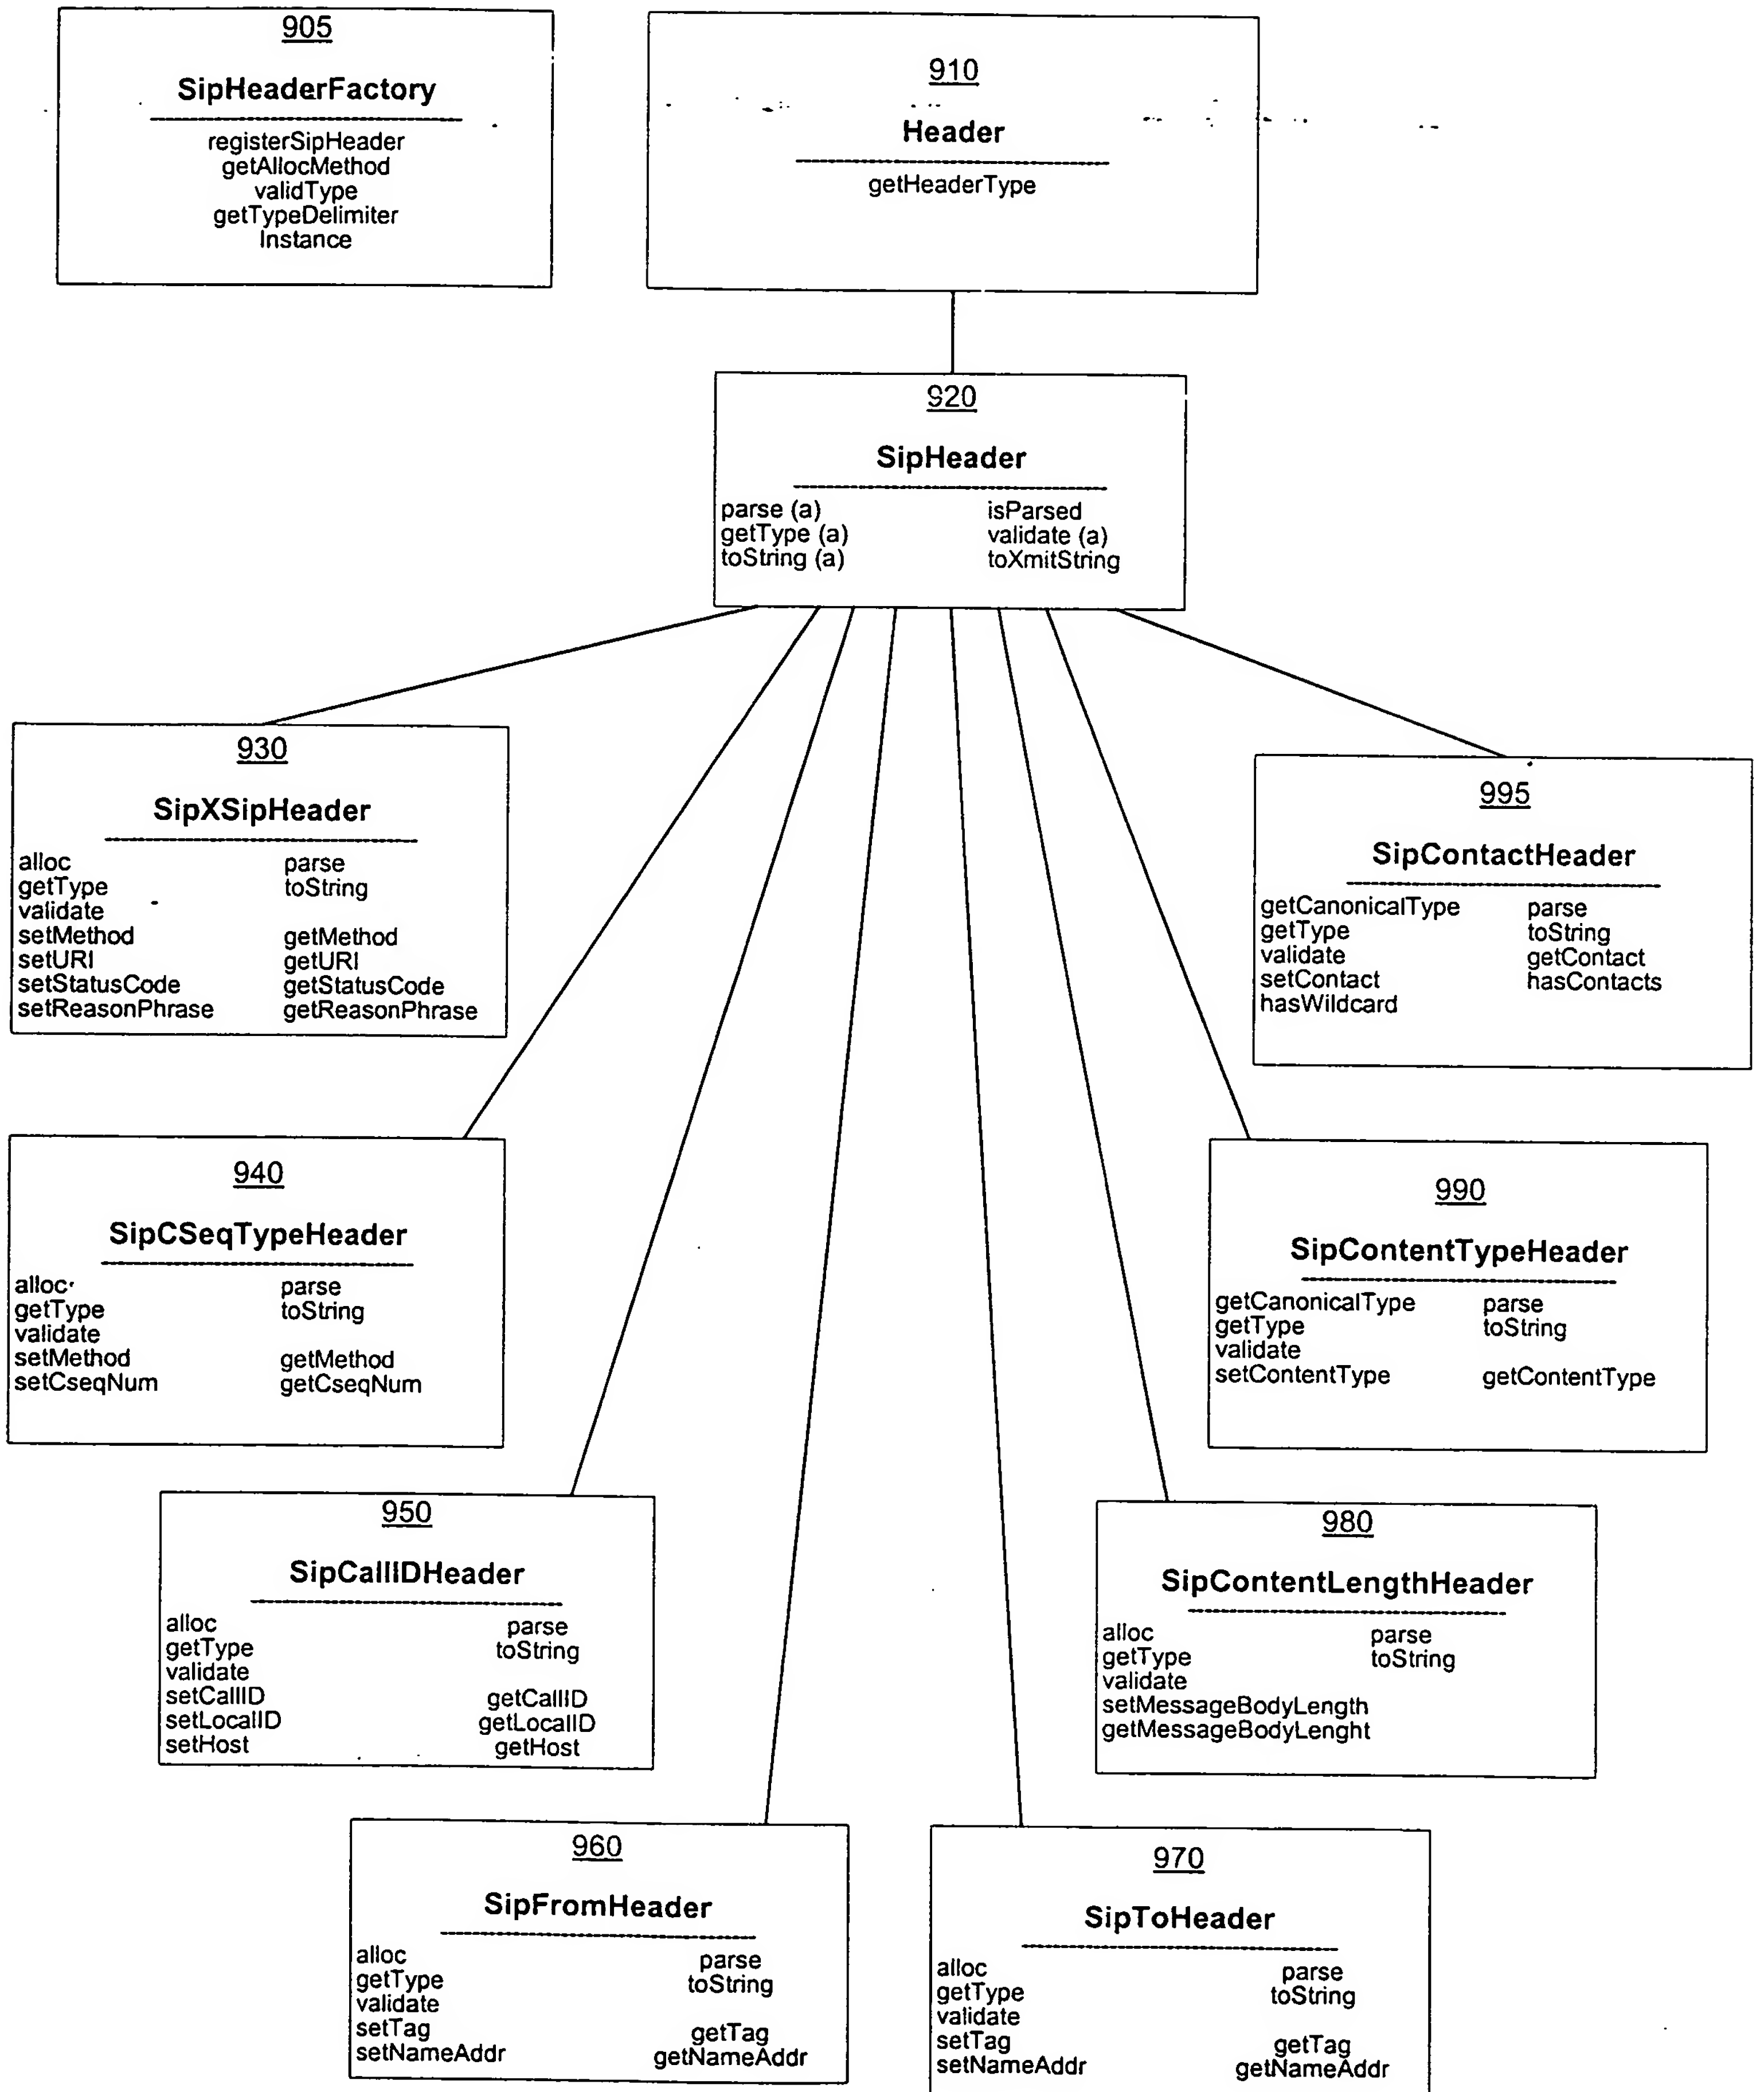 905
SipHeaderFactory
registerSipHeader
getAllocMethod
validType
getTypeDelimiter
Instance
910
Header
getHeaderType
920
SipHeader
parse (a) isParsed
getType (a) validate (a)
toString (a) toXmitString
930
SipXSipHeader
alloc parse
getType toString
validate
setMethod getMethod
setURI getURI
setStatusCode getStatusCode
setReasonPhrase getReasonPhrase
995
SipContactHeader
getCanonicalType parse
getType toString
validate getContact
setContact hasContacts
hasWildcard
940
SipCSeqTypeHeader
alloc parse
getType toString
validate
setMethod getMethod
setCseqNum getCseqNum
990
SipContentTypeHeader
getCanonicalType parse
getType toString
validate
setContentType getContentType
950
SipCallIDHeader
alloc parse
getType toString
validate
setCallID getCallID
setLocalID getLocalID
setHost getHost
980
SipContentLengthHeader
alloc parse
getType toString
validate
setMessageBodyLength
getMessageBodyLenght
960
SipFromHeader
alloc parse
getType toString
validate
setTag getTag
setNameAddr getNameAddr
970
SipToHeader
alloc parse
getType toString
validate
setTag getTag
setNameAddr getNameAddr